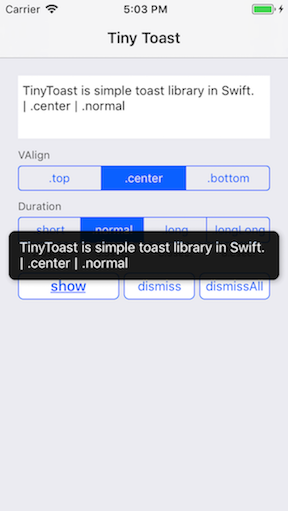 Carrier 5:03 PM
Tiny Toast
TinyToast is simple toast library in Swift.
| .center | .normal
VAlign
.top .center .bottom
Duration
short .normal long longLong
TinyToast is simple toast library in Swift.
| .center | .normal
show dismiss dismissAll